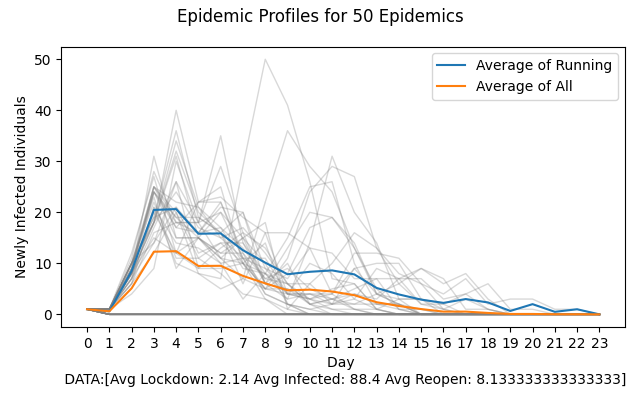 Epidemic Profiles for 50 Epidemics
Average of Running
Average of All
Newly Infected Individuals
50
40
30
20
10
0
0 1 2 3 4 5 6 7 8 9 10 11 12 13 14 15 16 17 18 19 20 21 22 23
Day
DATA:[Avg Lockdown: 2.14 Avg Infected: 88.4 Avg Reopen: 8.133333333333333]